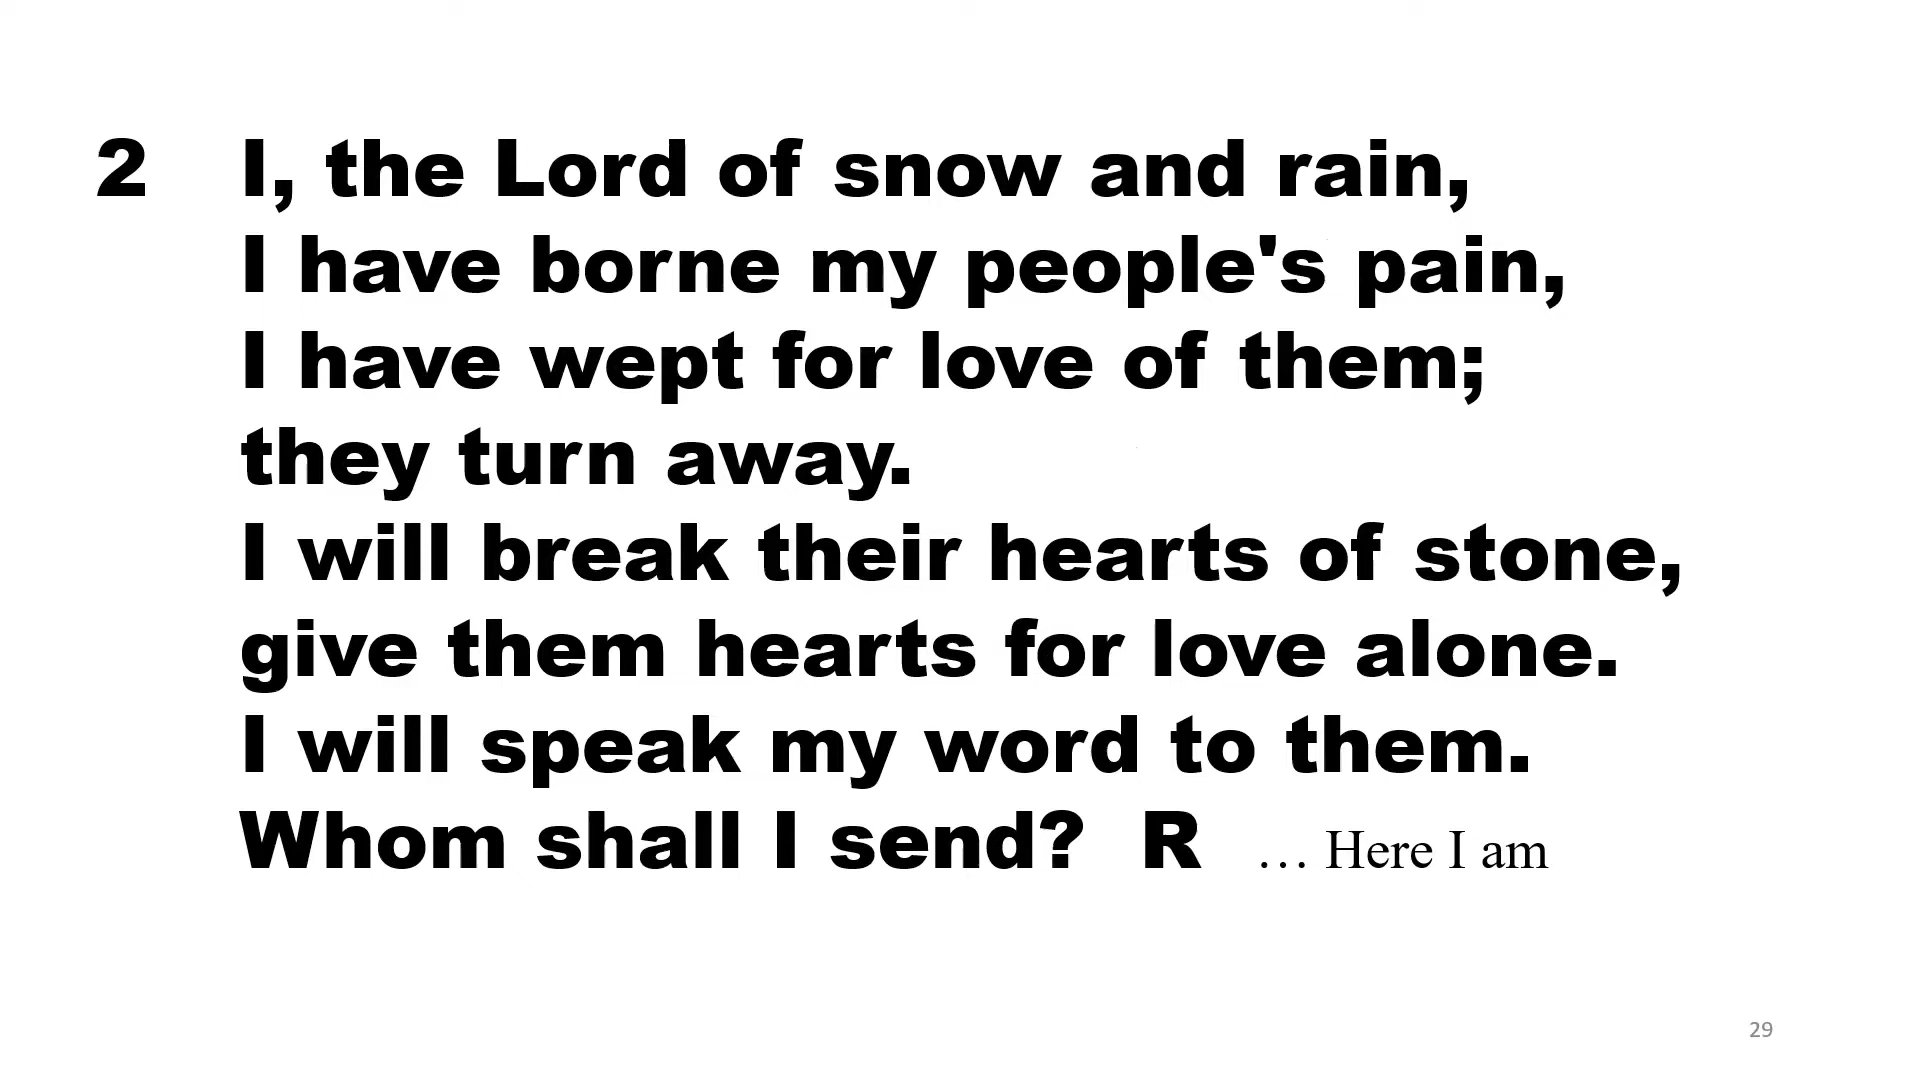 2 I, the Lord of snow and rain,
I have borne my people's pain,
I have wept for love of them;
they turn away.
I will break their hearts of stone,
give them hearts for love alone.
I will speak my word to them.
Whom shall I send? R … Here I am
29